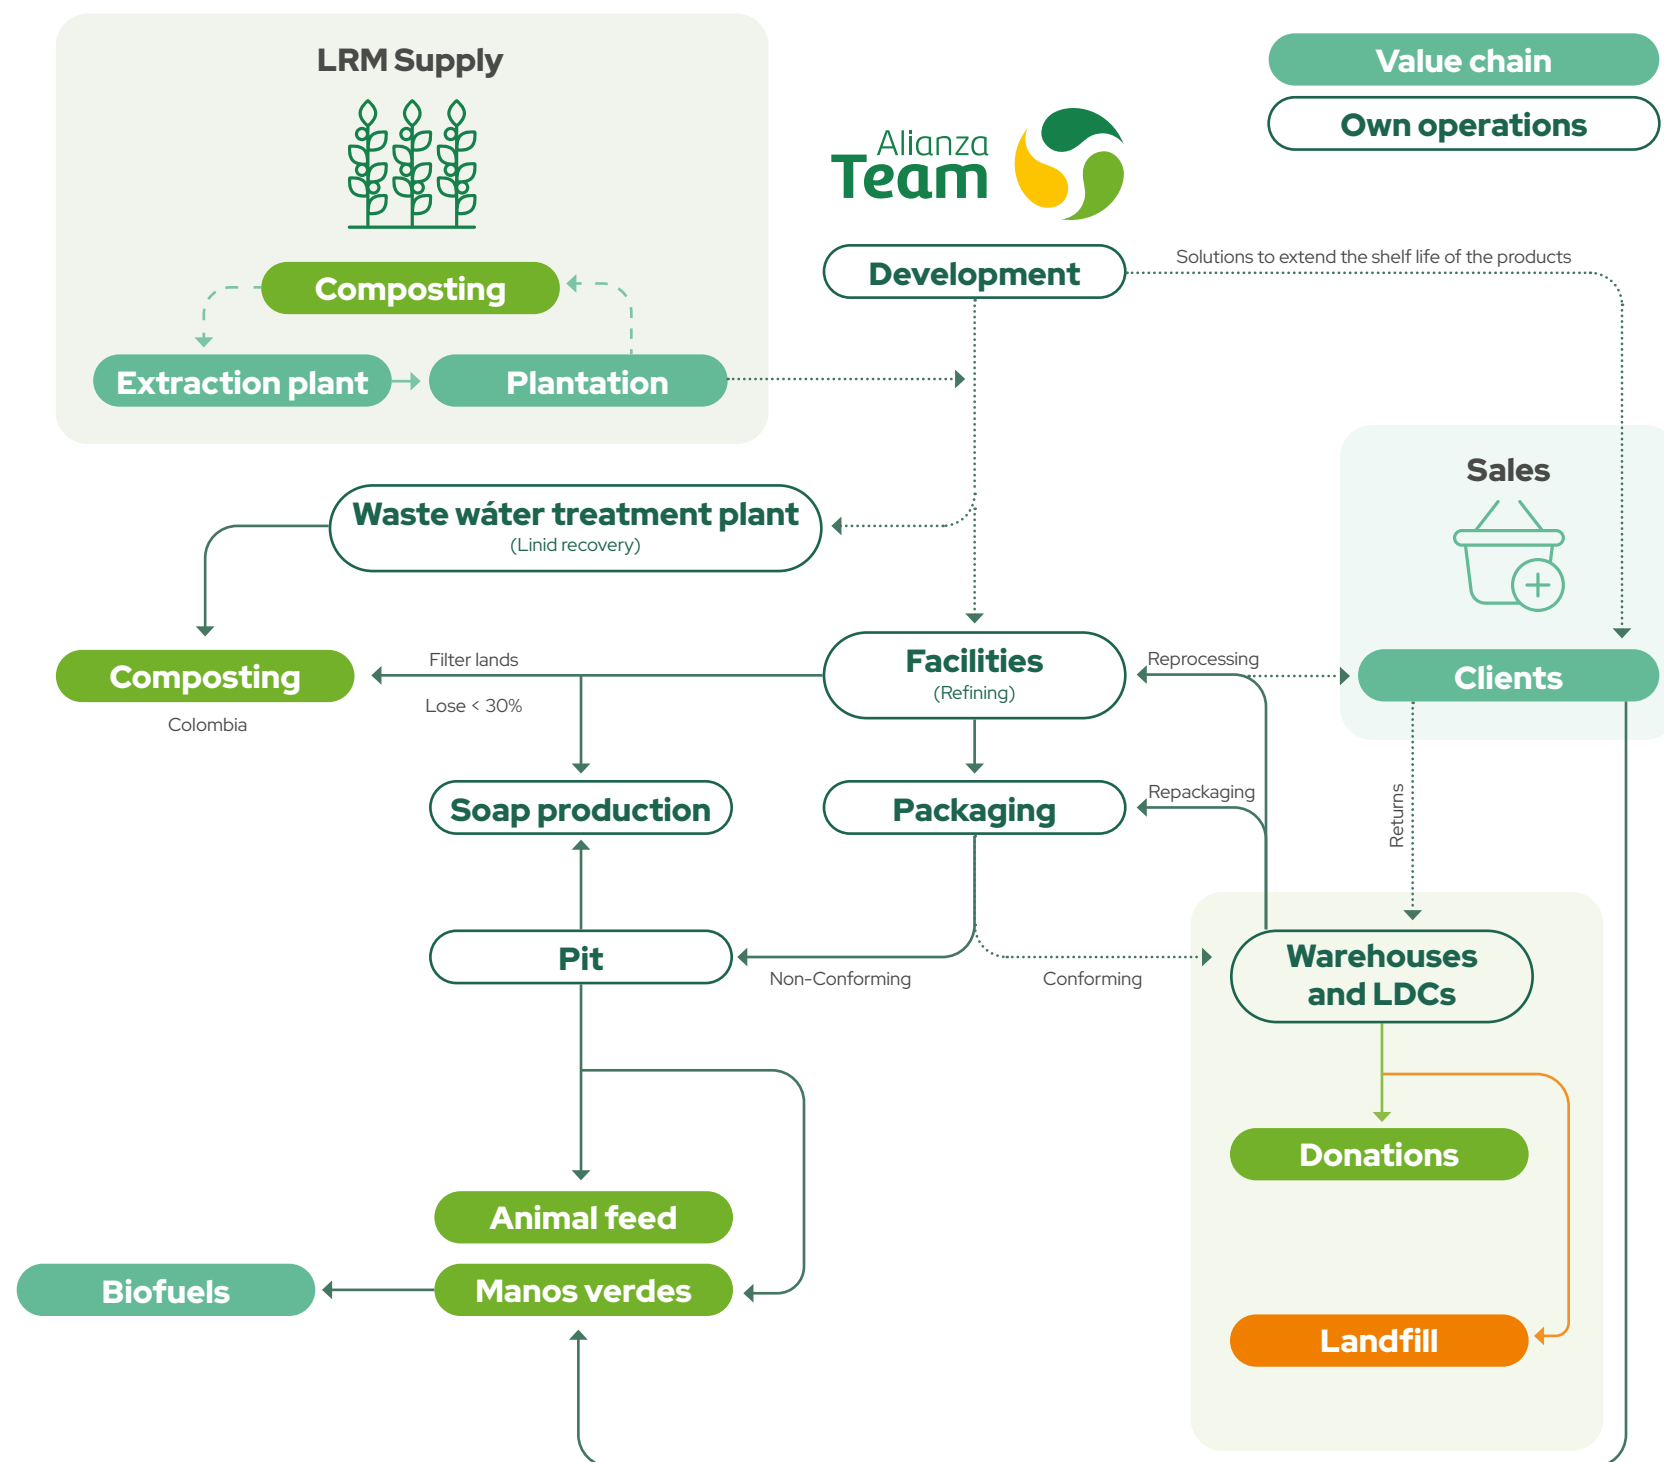 LRM Supply
Value chain
Own operations
Alianza
Team
Development
Solutions to extend the shelf life of the products
Composting
Extraction plant
Plantation
Sales
Waste wáter treatment plant
(Linid recovery)
Composting
Colombia
Filter lands
Lose < 30%
Facilities
(Refining)
Reprocessing
Clients
Soap production
Packaging
Repackaging
Returns
Pit
Non-Conforming
Conforming
Warehouses
and LDCs
Donations
Animal feed
Biofuels
Manos verdes
Landfill